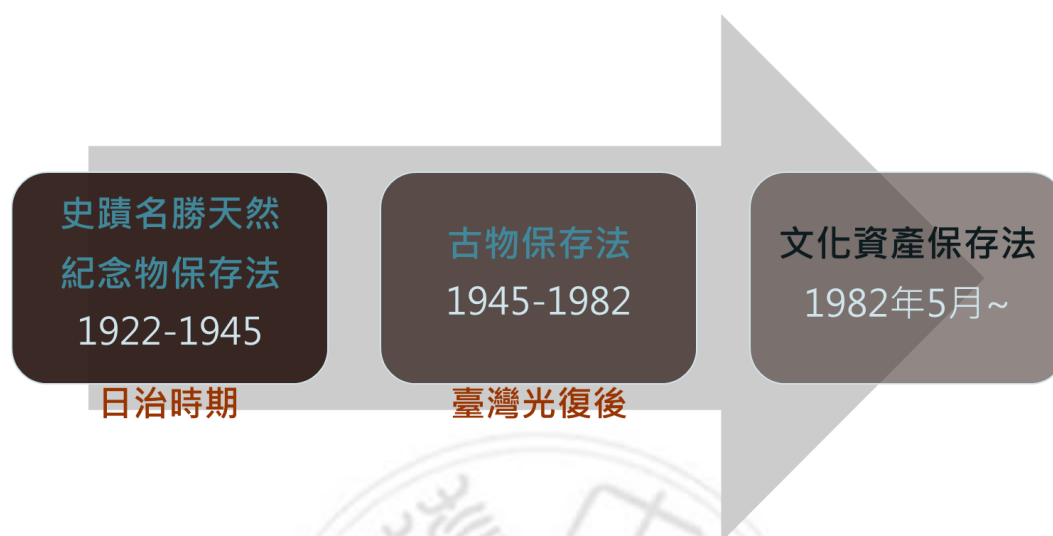 史蹟名勝天然
紀念物保存法
1922-1945
日治時期
古物保存法
1945-1982
臺灣光復後
文化資產保存法
1982年5月~